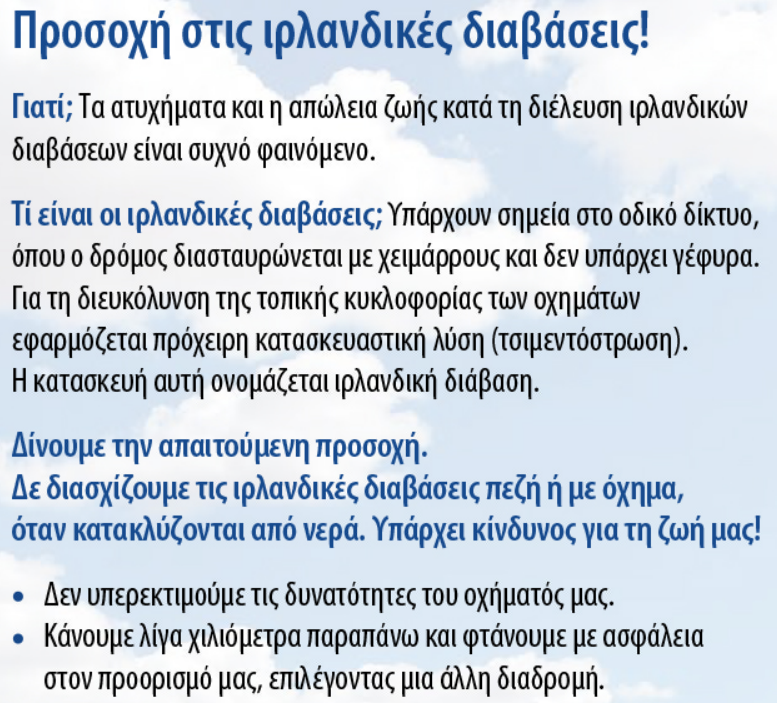 Προσοχή στις ιρλανδικές διαβάσεις!
Γιατί; Τα ατυχήματα και η απώλεια ζωής κατά τη διέλευση ιρλανδικών
διαβάσεων είναι συχνό φαινόμενο.
Τί είναι οι ιρλανδικές διαβάσεις; Υπάρχουν σημεία στο οδικό δίκτυο,
όπου ο δρόμος διασταυρώνεται με χειμάρρους και δεν υπάρχει γέφυρα.
Για τη διευκόλυνση της τοπικής κυκλοφορίας των οχημάτων
εφαρμόζεται πρόχειρη κατασκευαστική λύση (τσιμεντόστρωση).
Η κατασκευή αυτή ονομάζεται ιρλανδική διάβαση.
Δίνουμε την απαιτούμενη προσοχή.
Δε διασχίζουμε τις ιρλανδικές διαβάσεις πεζή ή με όχημα,
όταν κατακλύζονται από νερά. Υπάρχει κίνδυνος για τη ζωή μας!
• Δεν υπερεκτιμούμε τις δυνατότητες του οχήματός μας.
• Κάνουμε λίγα χιλιόμετρα παραπάνω και φτάνουμε με ασφάλεια
στον προορισμό μας, επιλέγοντας μια άλλη διαδρομή.